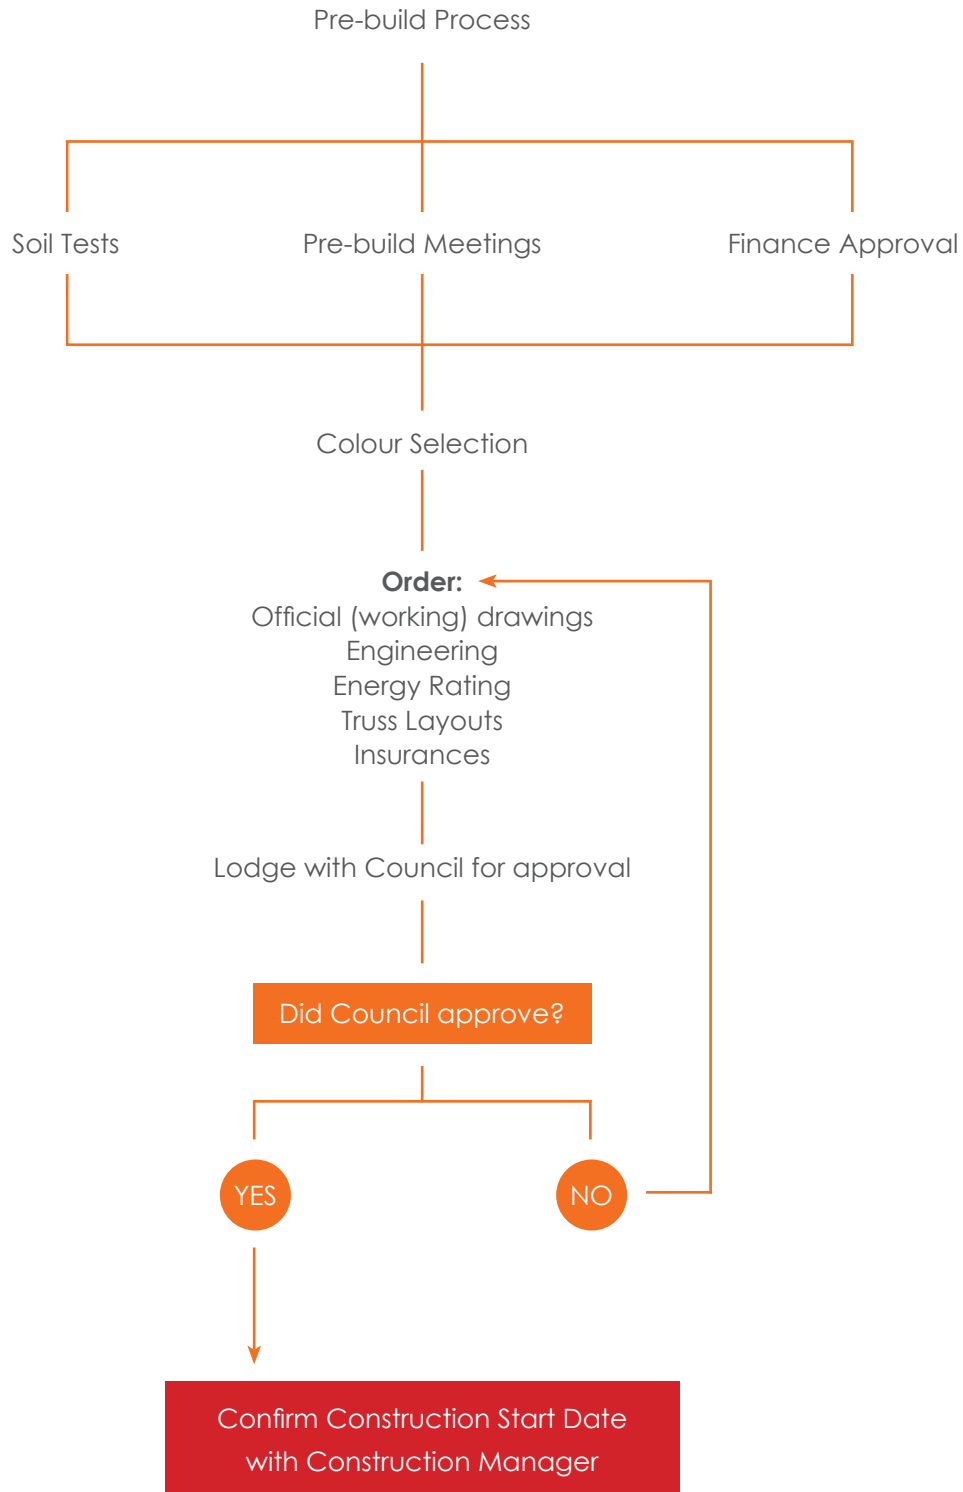 Pre-build Process
Soil Tests
Pre-build Meetings
Finance Approval
Colour Selection
Order:
Official (working) drawings
Engineering
Energy Rating
Truss Layouts
Insurances
Lodge with Council for approval
Did Council approve?
YES
NO
Confirm Construction Start Date
with Construction Manager